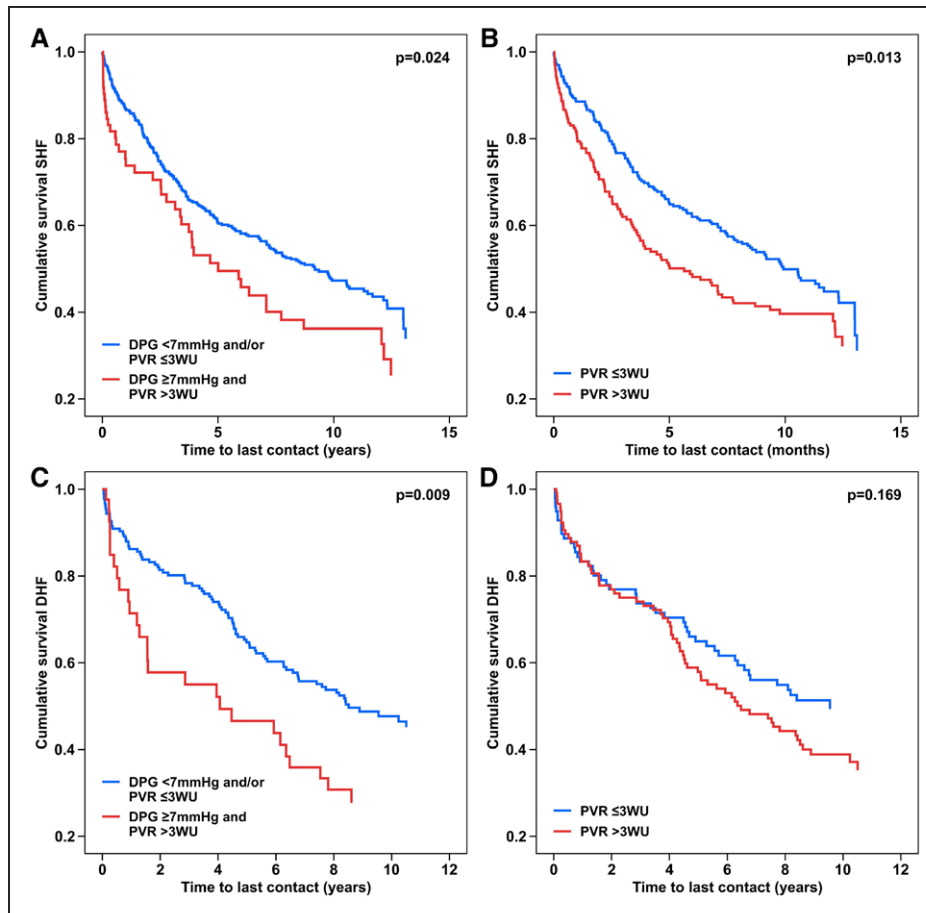 A
p=0.024
1.0
0.8
0.6
0.4
0.2
Cumulative survival SHF
DPG <7mmHg and/or
PVR ≤3WU
DPG ≥7mmHg and
PVR >3WU
0
5
10
15
Time to last contact (years)
B
p=0.013
1.0
0.8
0.6
0.4
0.2
Cumulative survival SHF
PVR ≤3WU
PVR >3WU
0
5
10
15
Time to last contact (months)
C
p=0.009
1.0
0.8
0.6
0.4
0.2
Cumulative survival DHF
DPG <7mmHg and/or
PVR ≤3WU
DPG ≥7mmHg and
PVR >3WU
0
2
4
6
8
10
12
Time to last contact (years)
D
p=0.169
1.0
0.8
0.6
0.4
0.2
Cumulative survival DHF
PVR ≤3WU
PVR >3WU
0
2
4
6
8
10
12
Time to last contact (years)